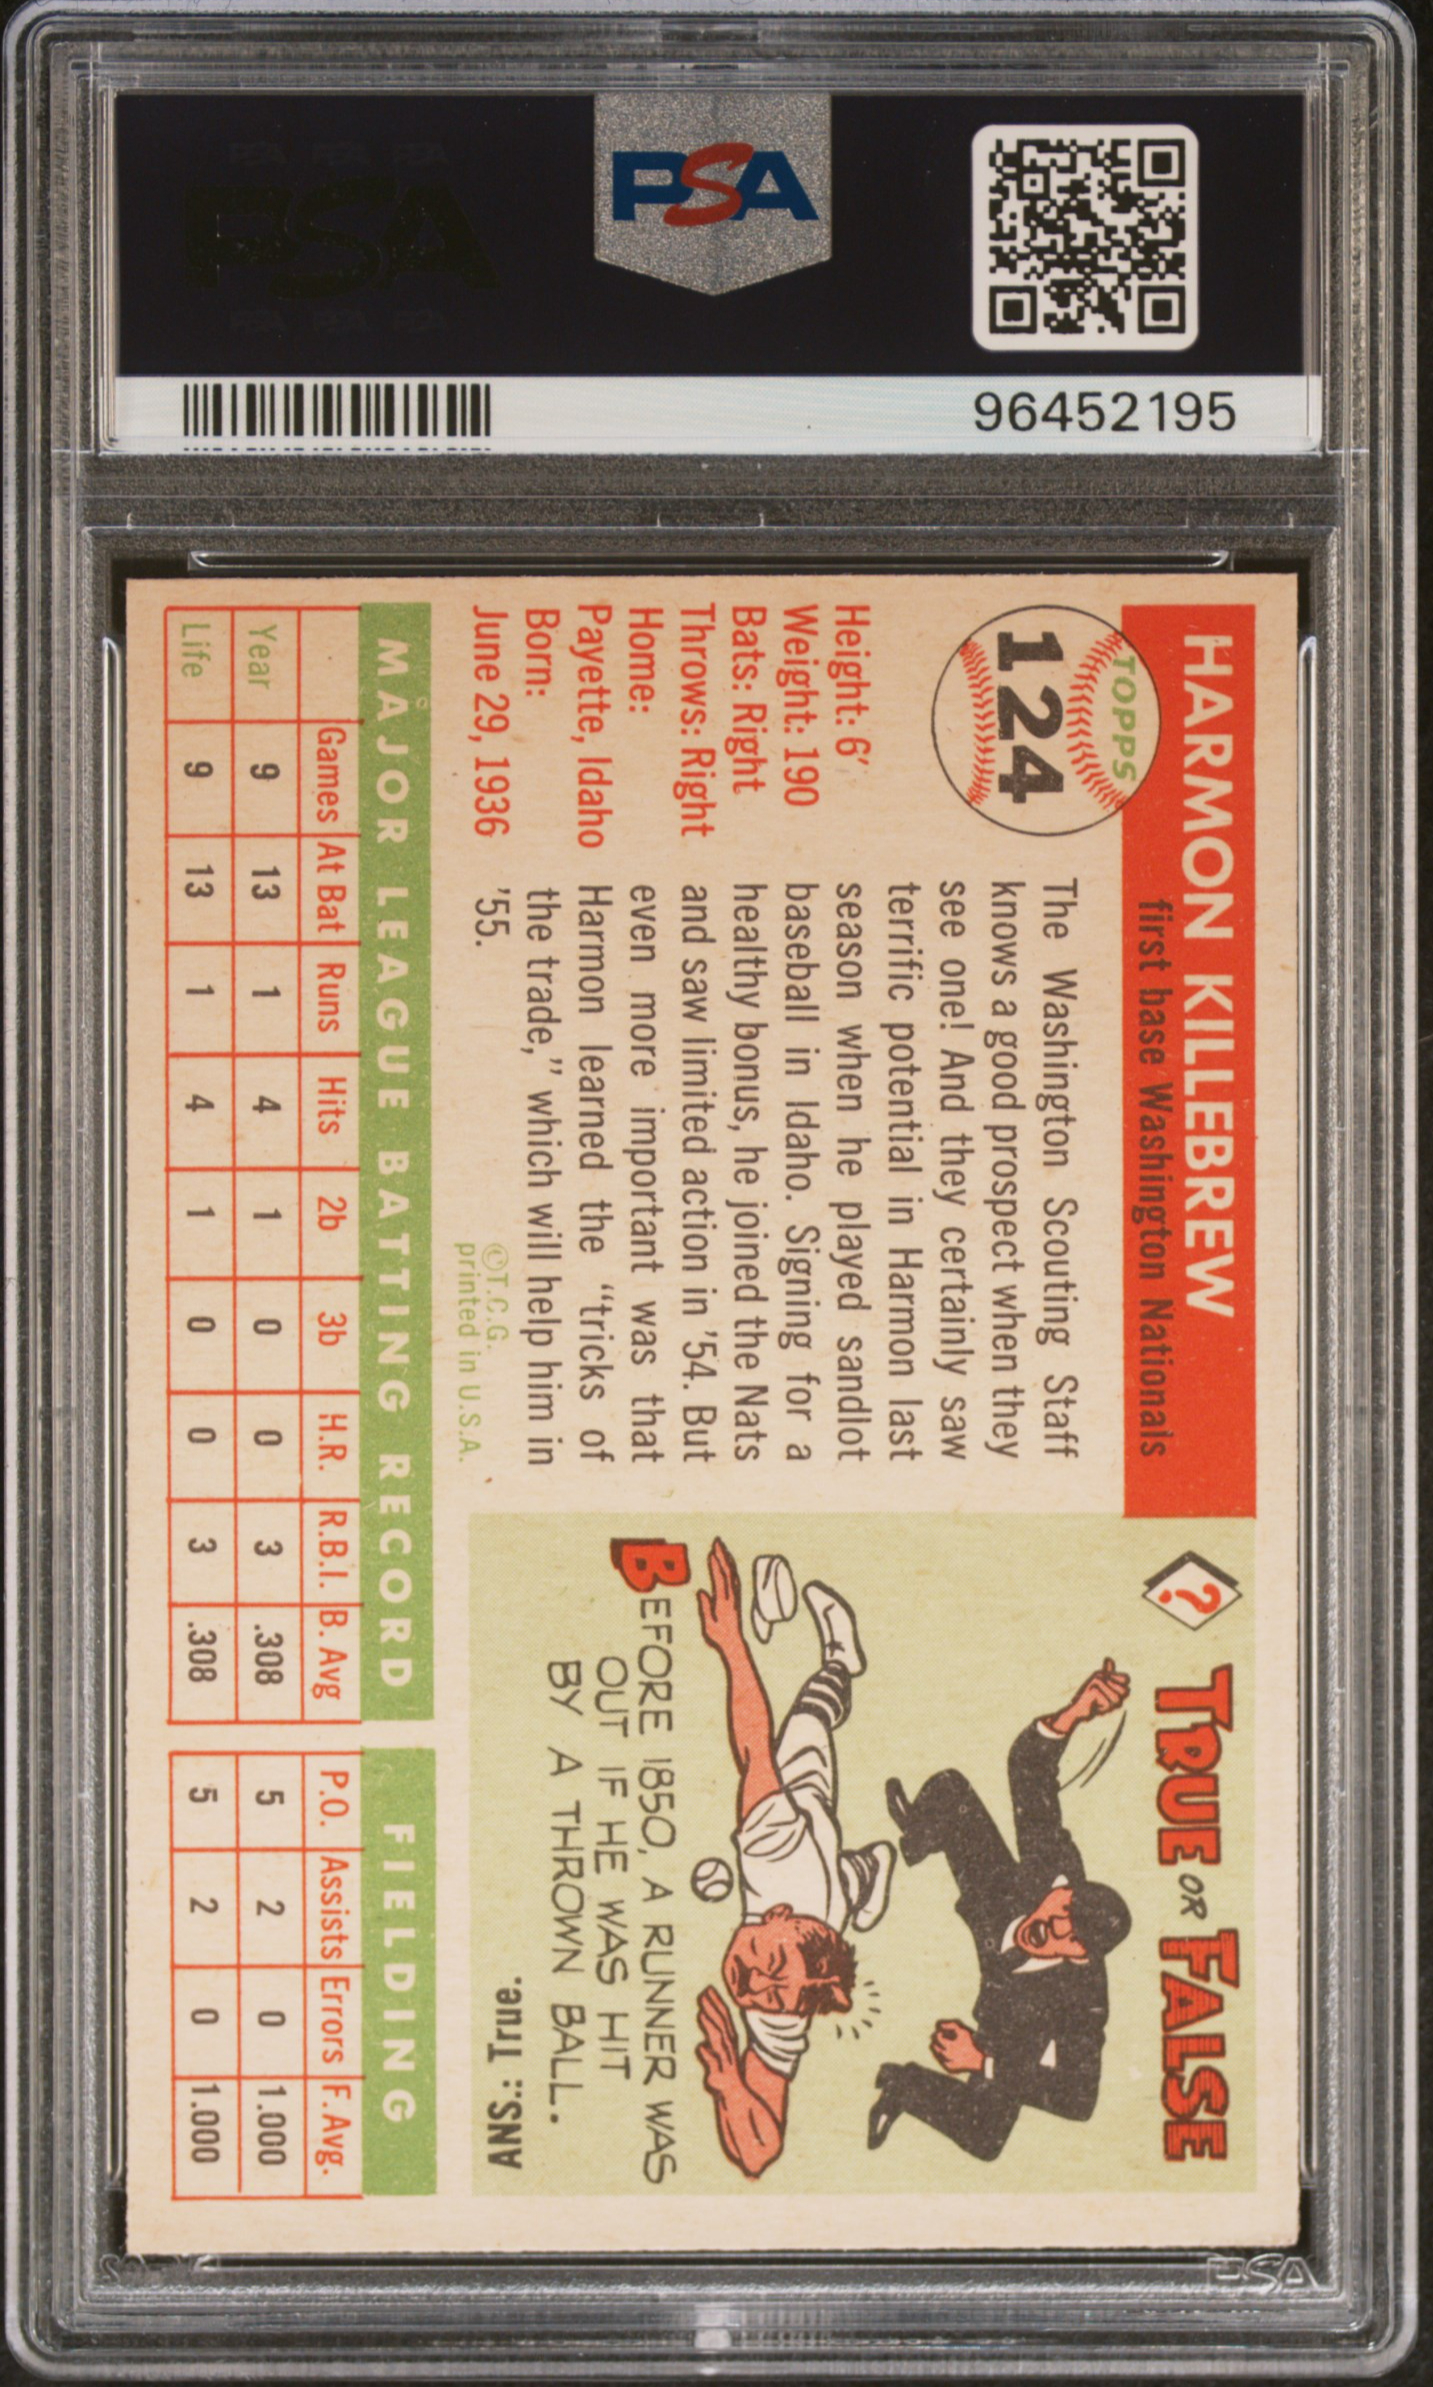 PSA
96452195
HARMON KILLEBREW
first base Washington Nationals
TOPPS
124
Height: 6'
Weight: 190
Bats: Right
Throws: Right
Home:
Payette, Idaho
Born:
June 29, 1936
The Washington Scouting Staff
knows a good prospect when they
see one! And they certainly saw
terrific potential in Harmon last
season when he played sandlot
baseball in Idaho. Signing for a
healthy bonus, he joined the Nats
and saw limited action in '54. But
even more important was that
Harmon learned the “tricks of
the trade,” which will help him in
'55.
©T.C.G.
printed in U.S.A.
?
TRUE OR FALSE
BEFORE 1850, A RUNNER WAS
OUT IF HE WAS HIT
BY A THROWN BALL.
ANS.: True.
MAJOR LEAGUE BATTING RECORD FIELDING
Games At Bat Runs Hits 2b 3b H.R. R.B.I. B. Avg P.O. Assists Errors F. Avg.
Year 9 13 1 4 1 0 0 3 .308 5 2 0 1.000
Life 9 13 1 4 1 0 0 3 .308 5 2 0 1.000
PSA